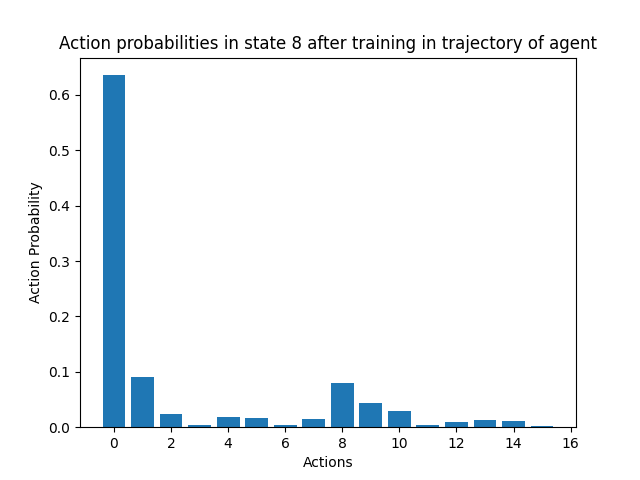 Action probabilities in state 8 after training in trajectory of agent
Action Probability
0.6
0.5
0.4
0.3
0.2
0.1
0.0
0 2 4 6 8 10 12 14 16
Actions